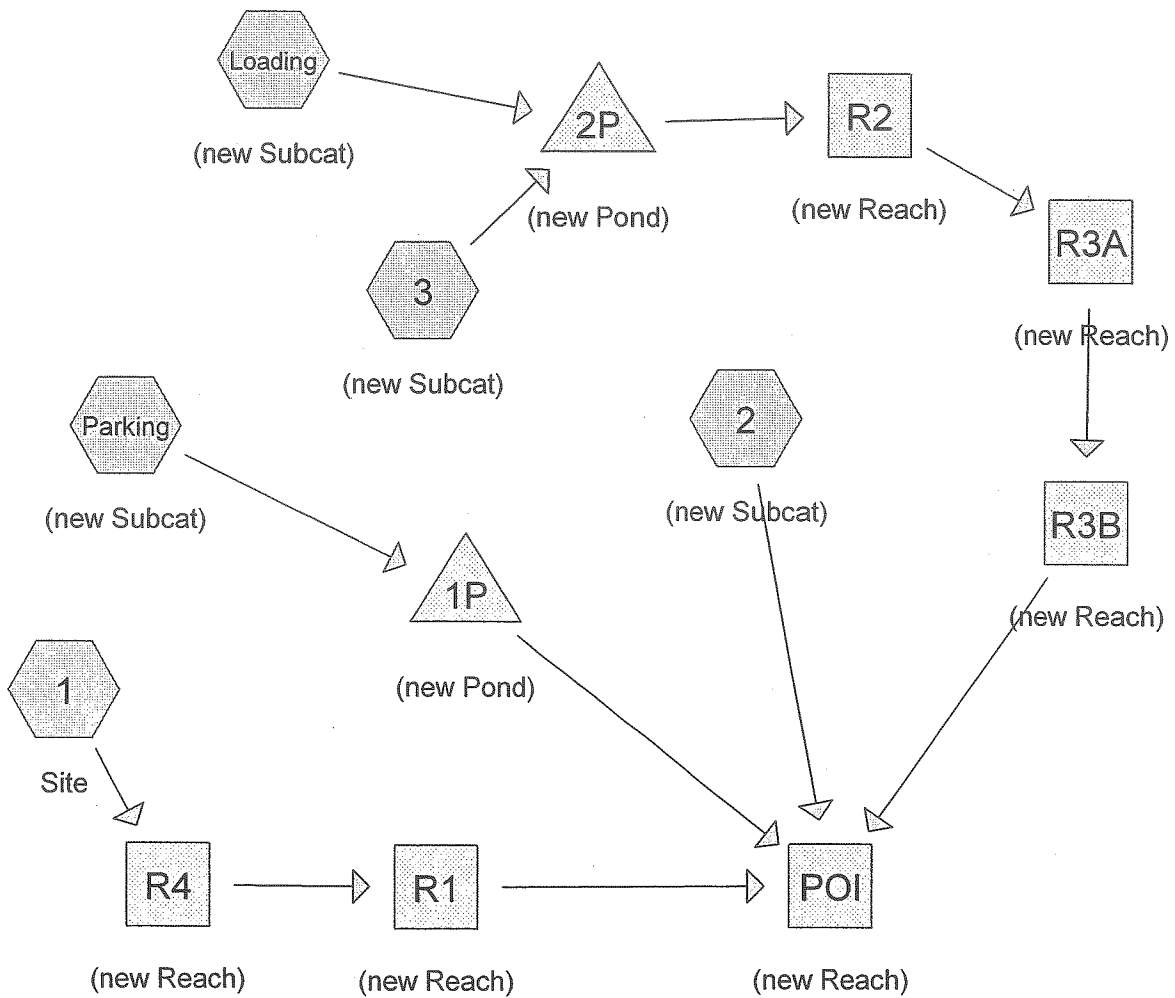 Loading
(new Subcat)
2P
(new Pond)
R2
(new Reach)
R3A
(new Reach)
3
(new Subcat)
Parking
(new Subcat)
2
(new Subcat)
R3B
(new Reach)
1P
(new Pond)
1
Site
R4
(new Reach)
R1
(new Reach)
POI
(new Reach)